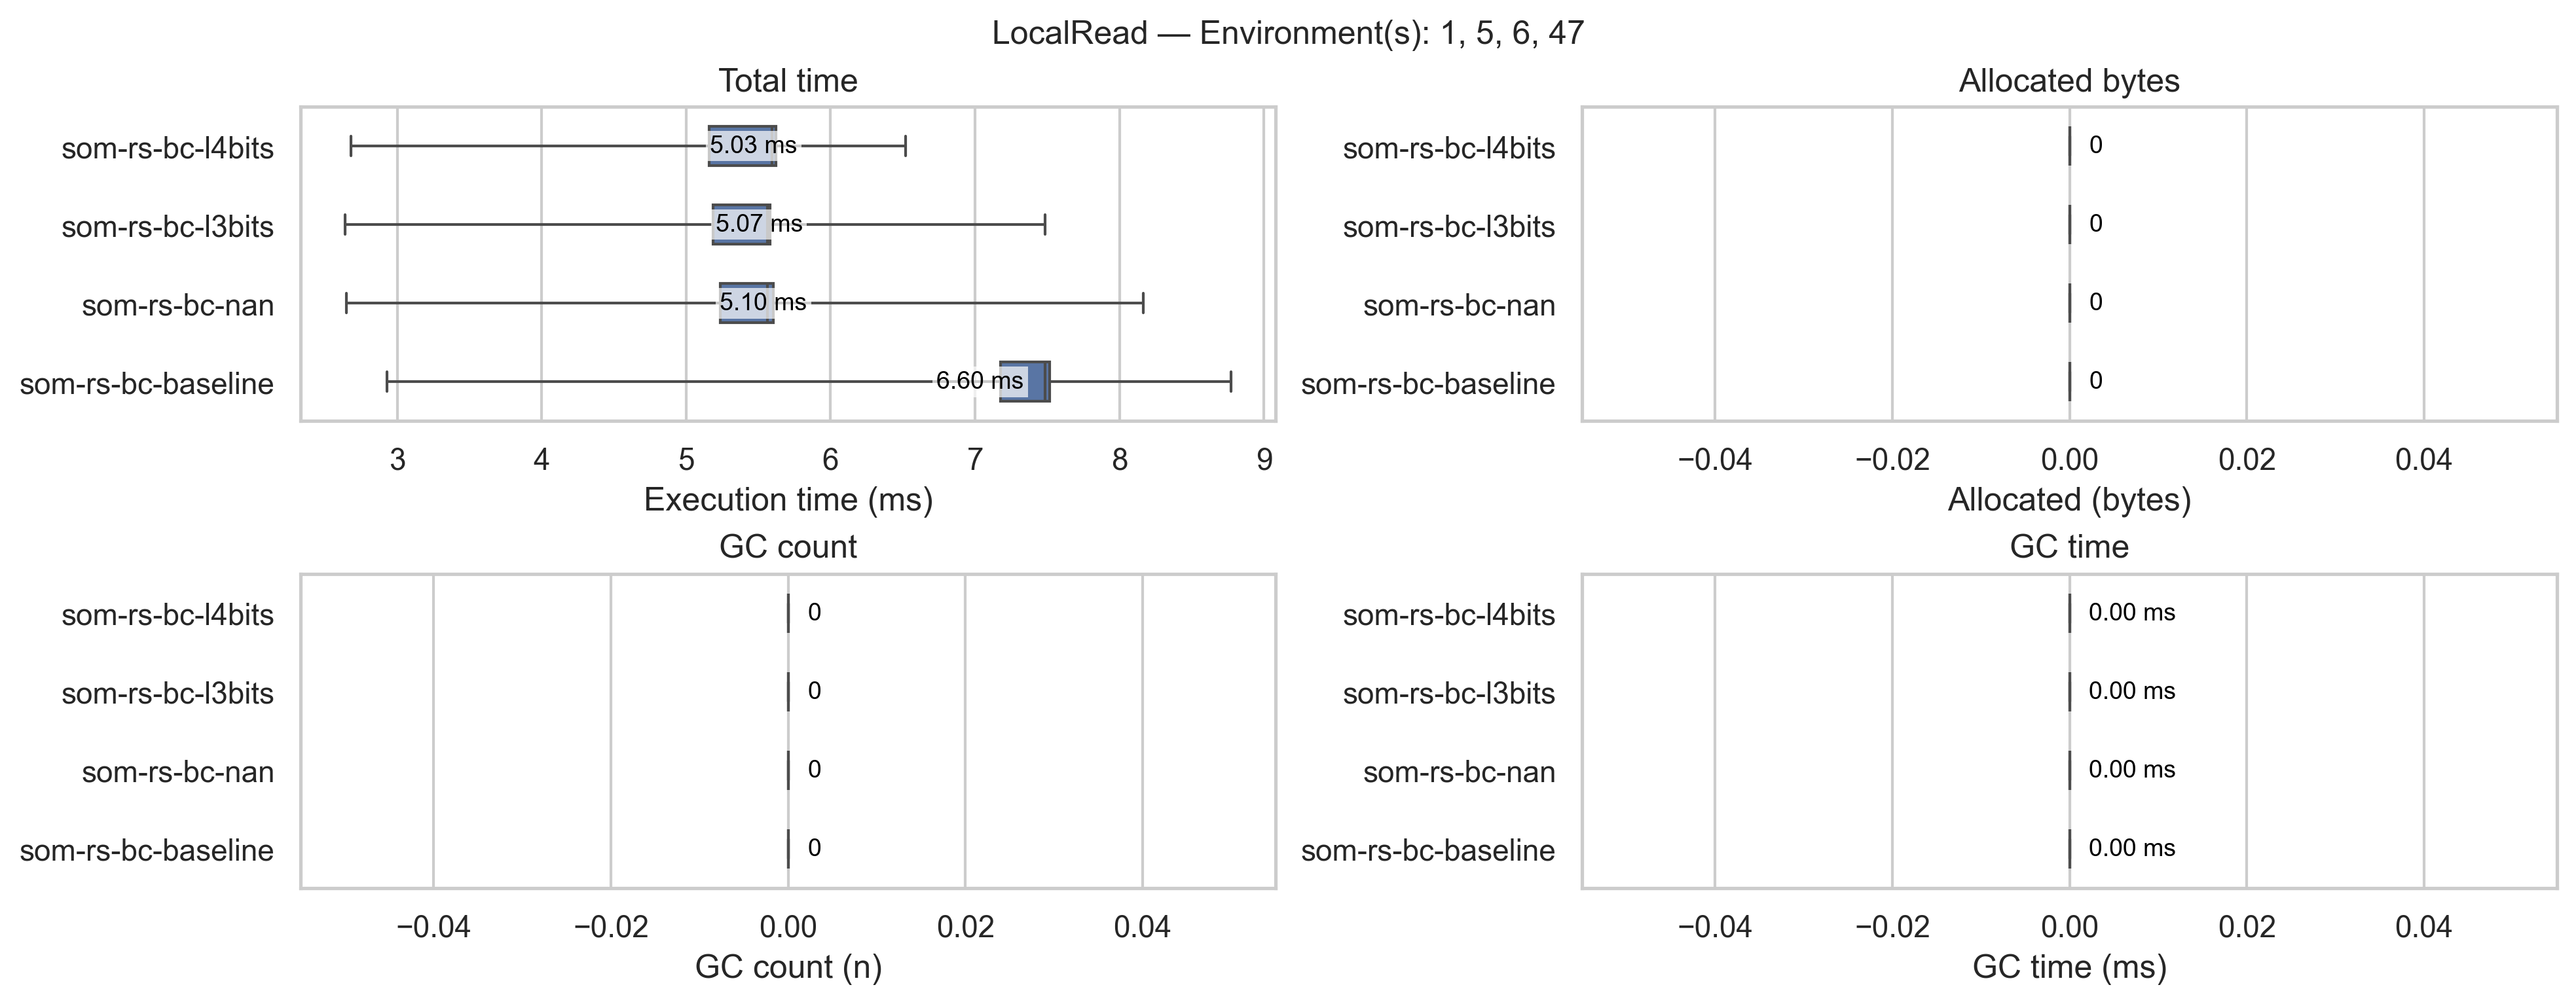 LocalRead — Environment(s): 1, 5, 6, 47
Total time
som-rs-bc-l4bits
5.03 ms
som-rs-bc-l3bits
5.07 ms
som-rs-bc-nan
5.10 ms
som-rs-bc-baseline
6.60 ms
3 4 5 6 7 8 9
Execution time (ms)
Allocated bytes
som-rs-bc-l4bits
0
som-rs-bc-l3bits
0
som-rs-bc-nan
0
som-rs-bc-baseline
0
−0.04 −0.02 0.00 0.02 0.04
Allocated (bytes)
GC count
som-rs-bc-l4bits
0
som-rs-bc-l3bits
0
som-rs-bc-nan
0
som-rs-bc-baseline
0
−0.04 −0.02 0.00 0.02 0.04
GC count (n)
GC time
som-rs-bc-l4bits
0.00 ms
som-rs-bc-l3bits
0.00 ms
som-rs-bc-nan
0.00 ms
som-rs-bc-baseline
0.00 ms
−0.04 −0.02 0.00 0.02 0.04
GC time (ms)